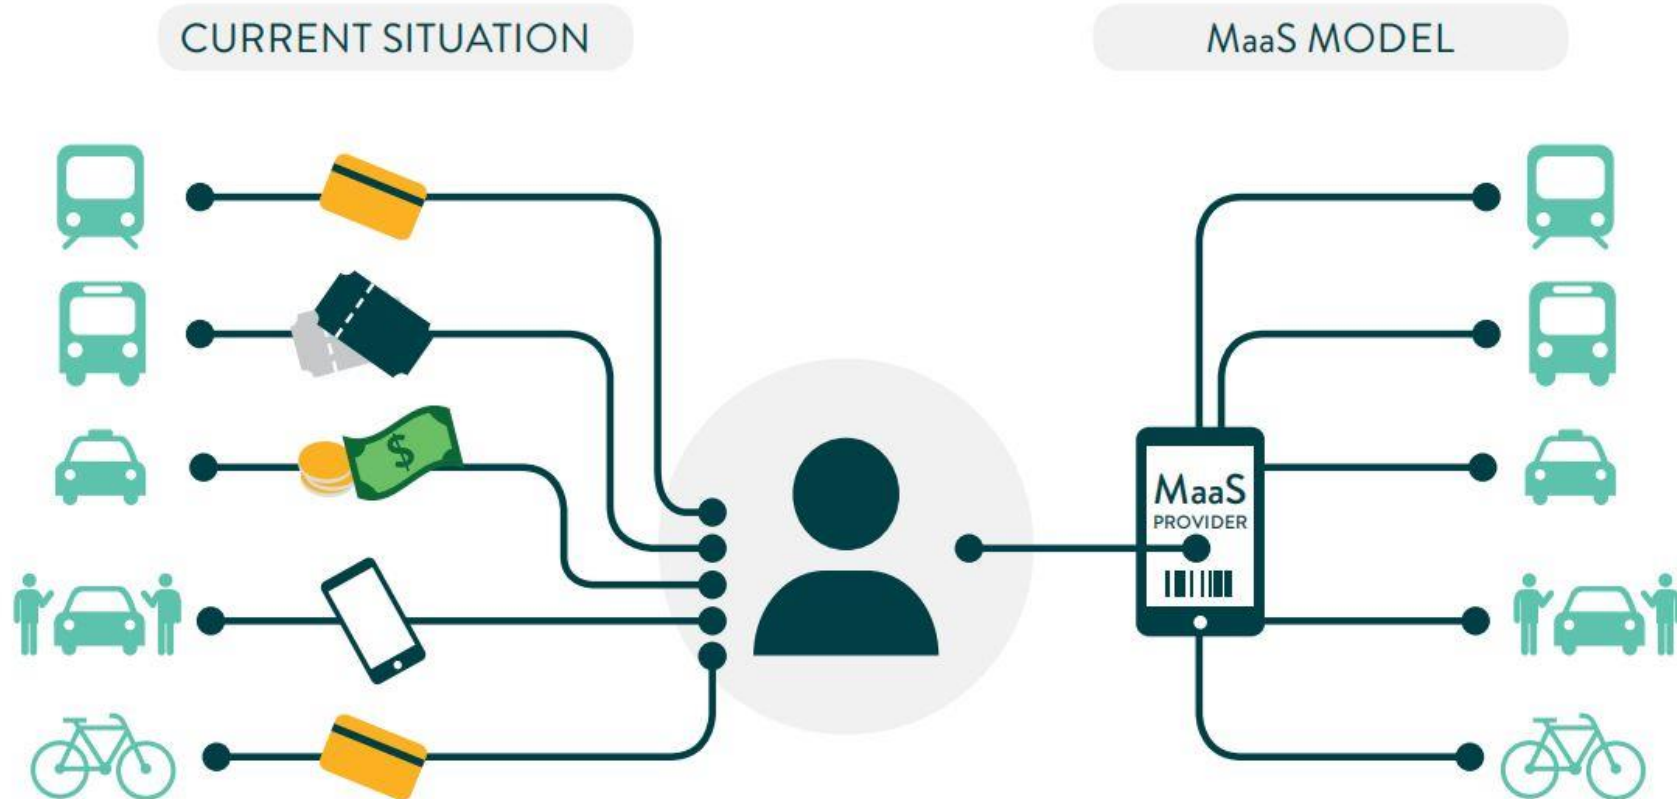 CURRENT SITUATION
MaaS MODEL
$
MaaS
PROVIDER